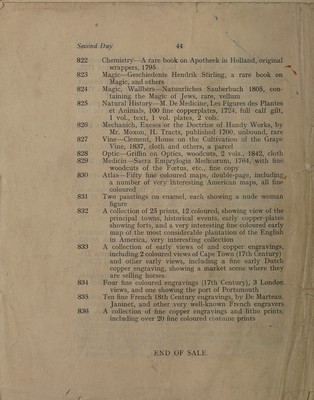 Second Day 44
822 Chemistry—A rare book on Apotheek in Holland, original
wrappers, 1795
823 Magic—Geschiedenis Hendrik Stirling, a rare book on
Magic, and others
824 Magic, Wallbers—Naturliches Sauberbuch 1805, con-
taining the Magic of Jews, rare, vellum
825 Natural History—M. De Medicine, Les Figures des Plantes
et Animals, 100 fine copperplates, 1774, full calf gilt,
1 vol., text, 1 vol. plates, 2 vols.
826 Mechanich, Exceses or the Doctrine of Handy Works, by
Mr. Moxon, H. Tracts, published 1700, unbound, rare
827 Vine—Clement, Hoare on the Cultivation of the Grape
Vine, 1837, cloth and others, a parcel
828 Optic—Griffin on Optics, woodcuts, 2 vols., 1842, cloth
829 Medicin—Sacra Emprylogia Medicorum, 1764, with fine
woodcuts of the Fœtus, etc., fine copy
830 Atlas—Fifty fine coloured maps, double-page, including
a number of very interesting American maps, all fine
coloured
831 Two paintings on enamel, each showing a nude woman
figure
832 A collection of 25 prints, 12 coloured, showing view of the
principal towns, historical events, early copper-plates
showing forts, and a very interesting fine coloured early
map of the most considerable plantation of the English
in America, very interesting collection
833 A collection of early views of and copper engravings,
including 2 coloured views of Cape Town (17th Century)
and other early views, including a fine early Dutch
copper engraving, showing a market scene where they
are selling horses
834 Four fine coloured engravings (17th Century), 3 London
views, and one showing the port of Portsmouth
835 Ten fine French 18th Century engravings, by De Marteau,
Janinet, and other very well-known French engravers
836 A collection of fine copper engravings and litho prints,
including over 20 fine coloured costume prints
END OF SALE.